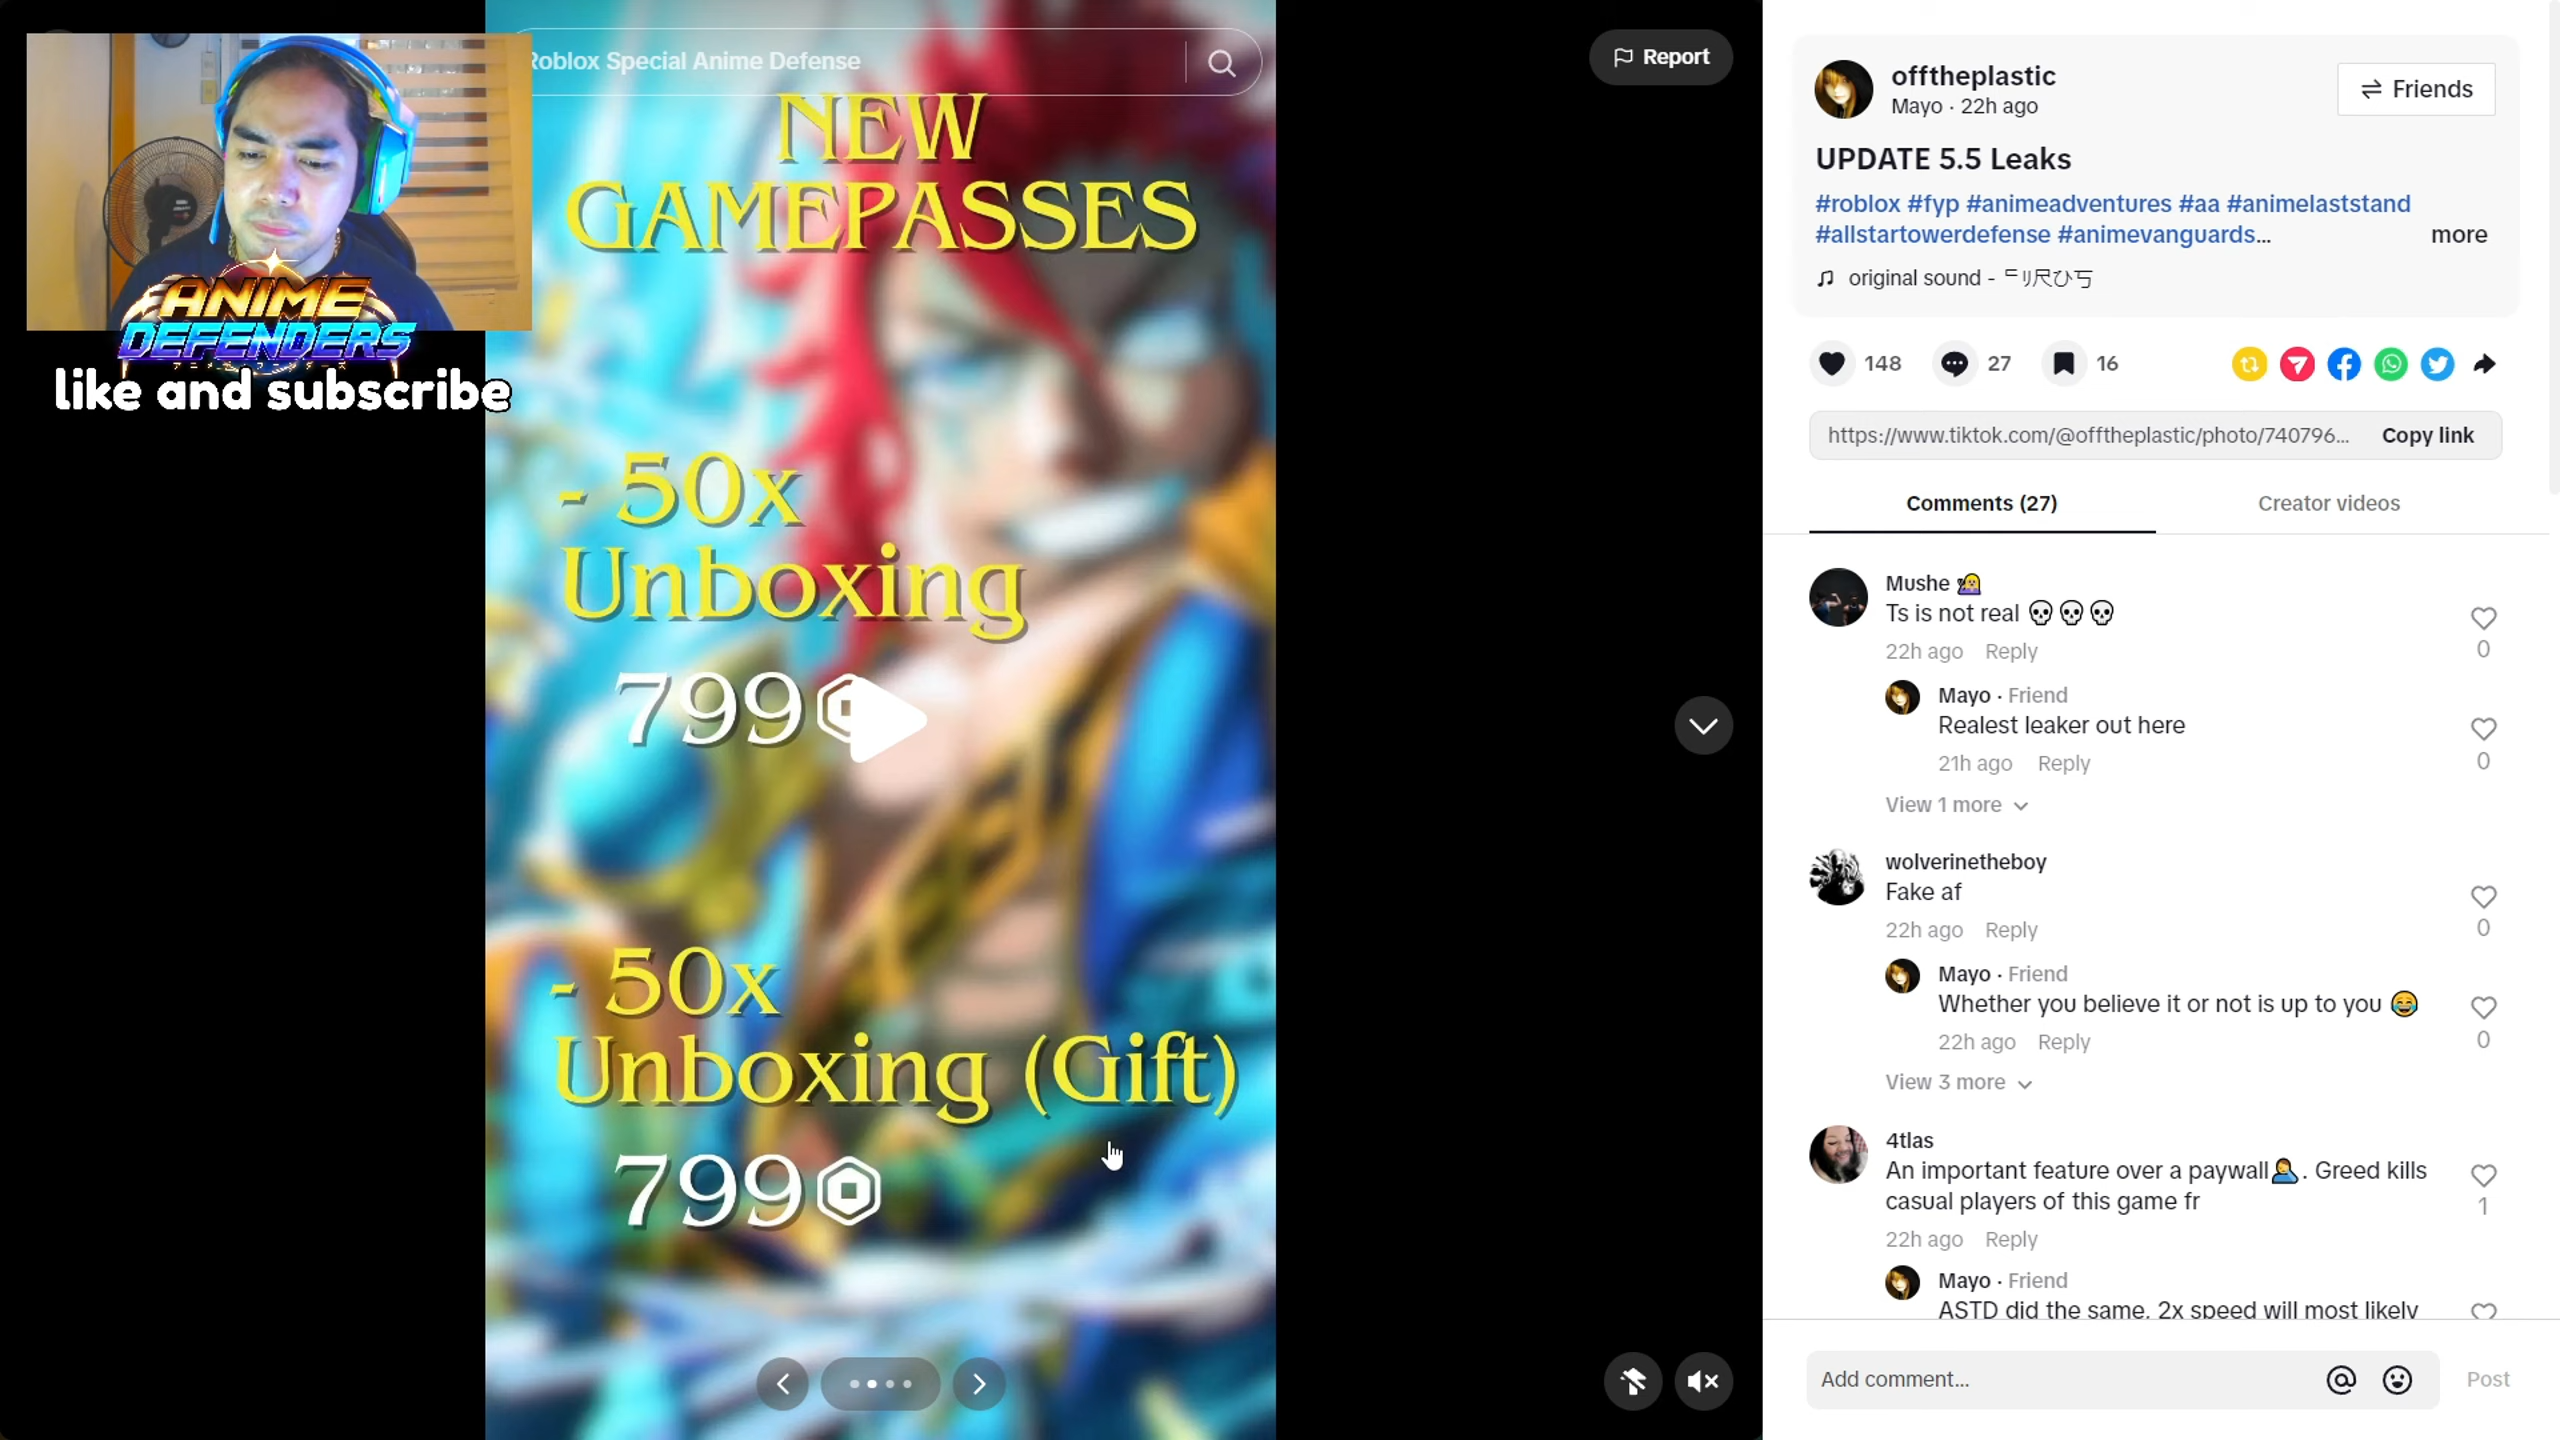 Roblox Special Anime Defense
NEW
GAMEPASSES
- 50x
Unboxing
799
- 50x
Unboxing (Gift)
799
ANIME
DEFENDERS
like and subscribe
Report
offtheplastic
Mayo · 22h ago
Friends
UPDATE 5.5 Leaks
#roblox #fyp #animeadventures #aa #animelaststand
#allstartowerdefense #animevanguards...
more
original sound -
148
27
16
https://www.tiktok.com/@offtheplastic/photo/740796...
Copy link
Comments (27)
Creator videos
Mushe
Ts is not real 💀💀💀
22h ago Reply
0
Mayo · Friend
Realest leaker out here
21h ago Reply
0
View 1 more
wolverinetheboy
Fake af
22h ago Reply
0
Mayo · Friend
Whether you believe it or not is up to you 😂
22h ago Reply
0
View 3 more
4tlas
An important feature over a paywall🤦. Greed kills
casual players of this game fr
22h ago Reply
1
Mayo · Friend
ASTD did the same, 2x speed will most likely
Add comment...
Post